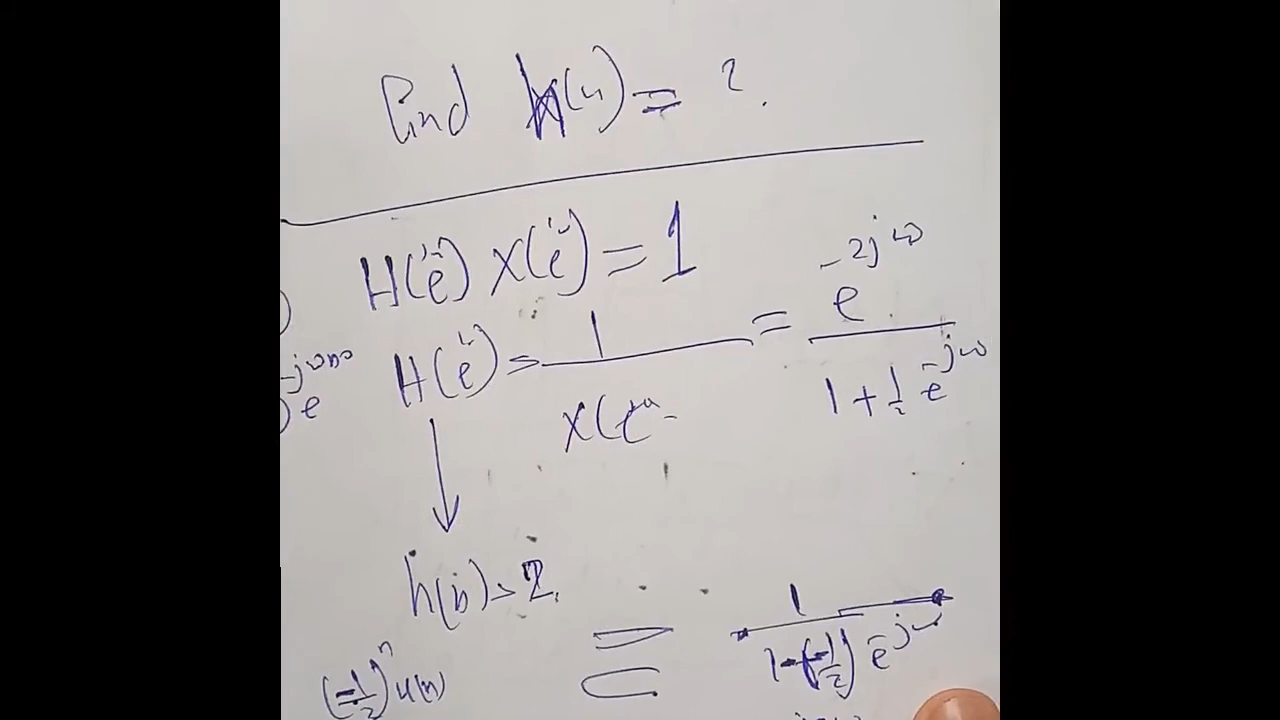 Find h(n) = ?
H(e^jω) X(e^jω) = 1
H(e^jω) = 1 / X(e^jω = e^-2jω / 1 + 1/2 e^-jω
-jωn0
) e
h(n) = ?
(-1/2)^n u(n) = 1 / 1-(-1/2) e^-jω